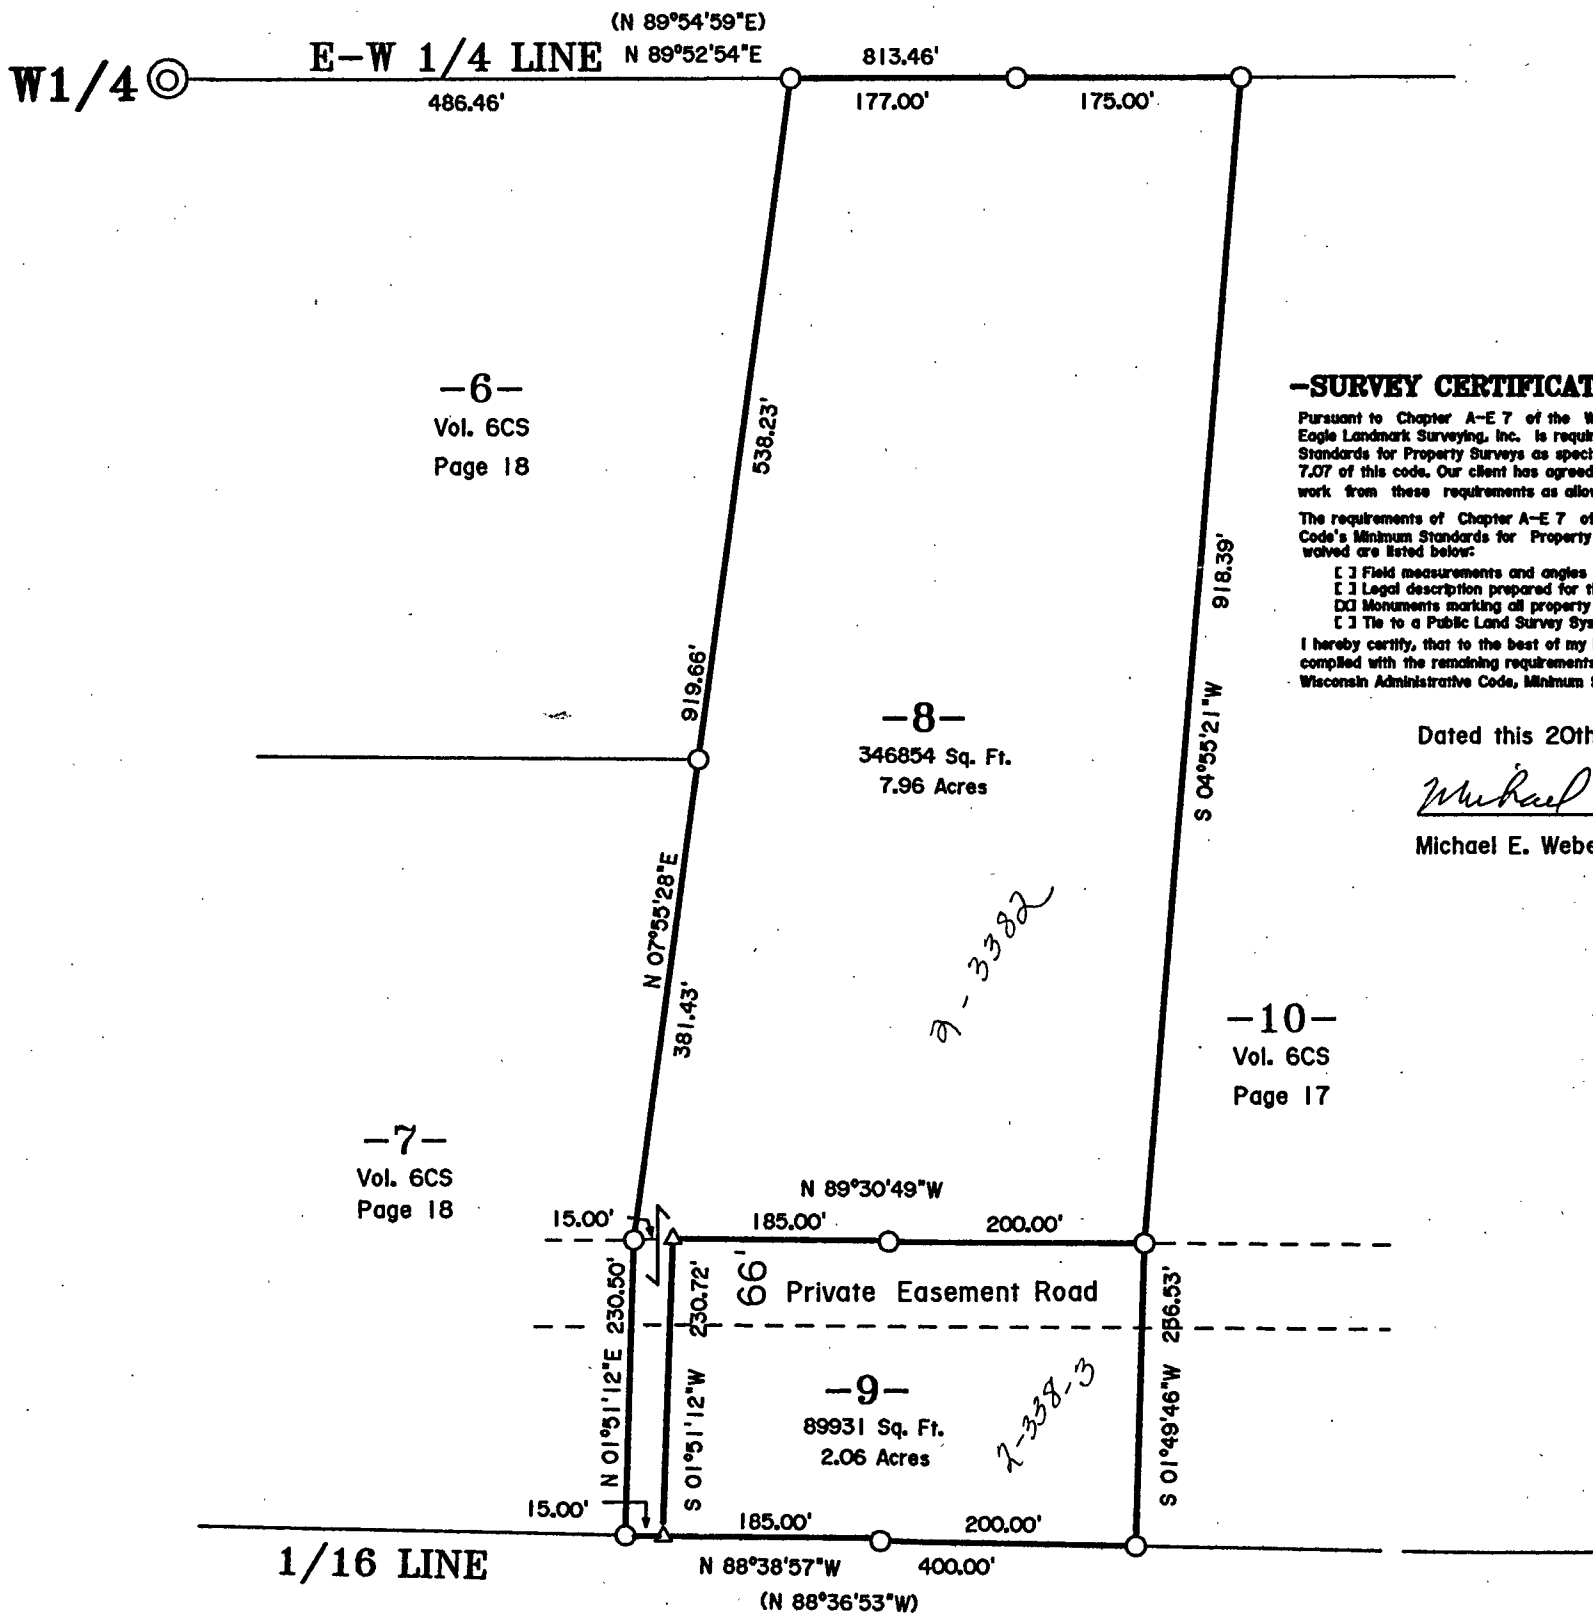 (N 89°54'59"E)
W1/4 E-W 1/4 LINE N 89°52'54"E 813.46'
486.46' 177.00' 175.00'
538.23'
919.66'
N 07°55'28"E
381.43'
918.39'
S 04°55'21"W
-6-
Vol. 6CS
Page 18
-8-
346854 Sq. Ft.
7.96 Acres
2-3382
-SURVEY CERTIFICAT
Pursuant to Chapter A-E 7 of the W
Eagle Landmark Surveying, Inc. is requir
Standards for Property Surveys as speci
7.07 of this code. Our client has agreed
work from these requirements as allow
The requirements of Chapter A-E 7 of
Code's Minimum Standards for Property
waived are listed below:
[ ] Field measurements and angles
[ ] Legal description prepared for t
[X] Monuments marking all property
[ ] Tie to a Public Land Survey Sys
I hereby certify, that to the best of my
complied with the remaining requirements
Wisconsin Administrative Code, Minimum S
Dated this 20th
Michael
Michael E. Webe
-10-
Vol. 6CS
Page 17
-7-
Vol. 6CS
Page 18
N 89°30'49"W
15.00' 185.00' 200.00'
66' Private Easement Road
N 01°51'12"E 230.50'
S 01°51'12"W 230.72'
S 01°49'46"W 236.53'
-9-
89931 Sq. Ft.
2.06 Acres
2-338-3
15.00' 185.00' 200.00'
1/16 LINE N 88°38'57"W 400.00'
(N 88°36'53"W)